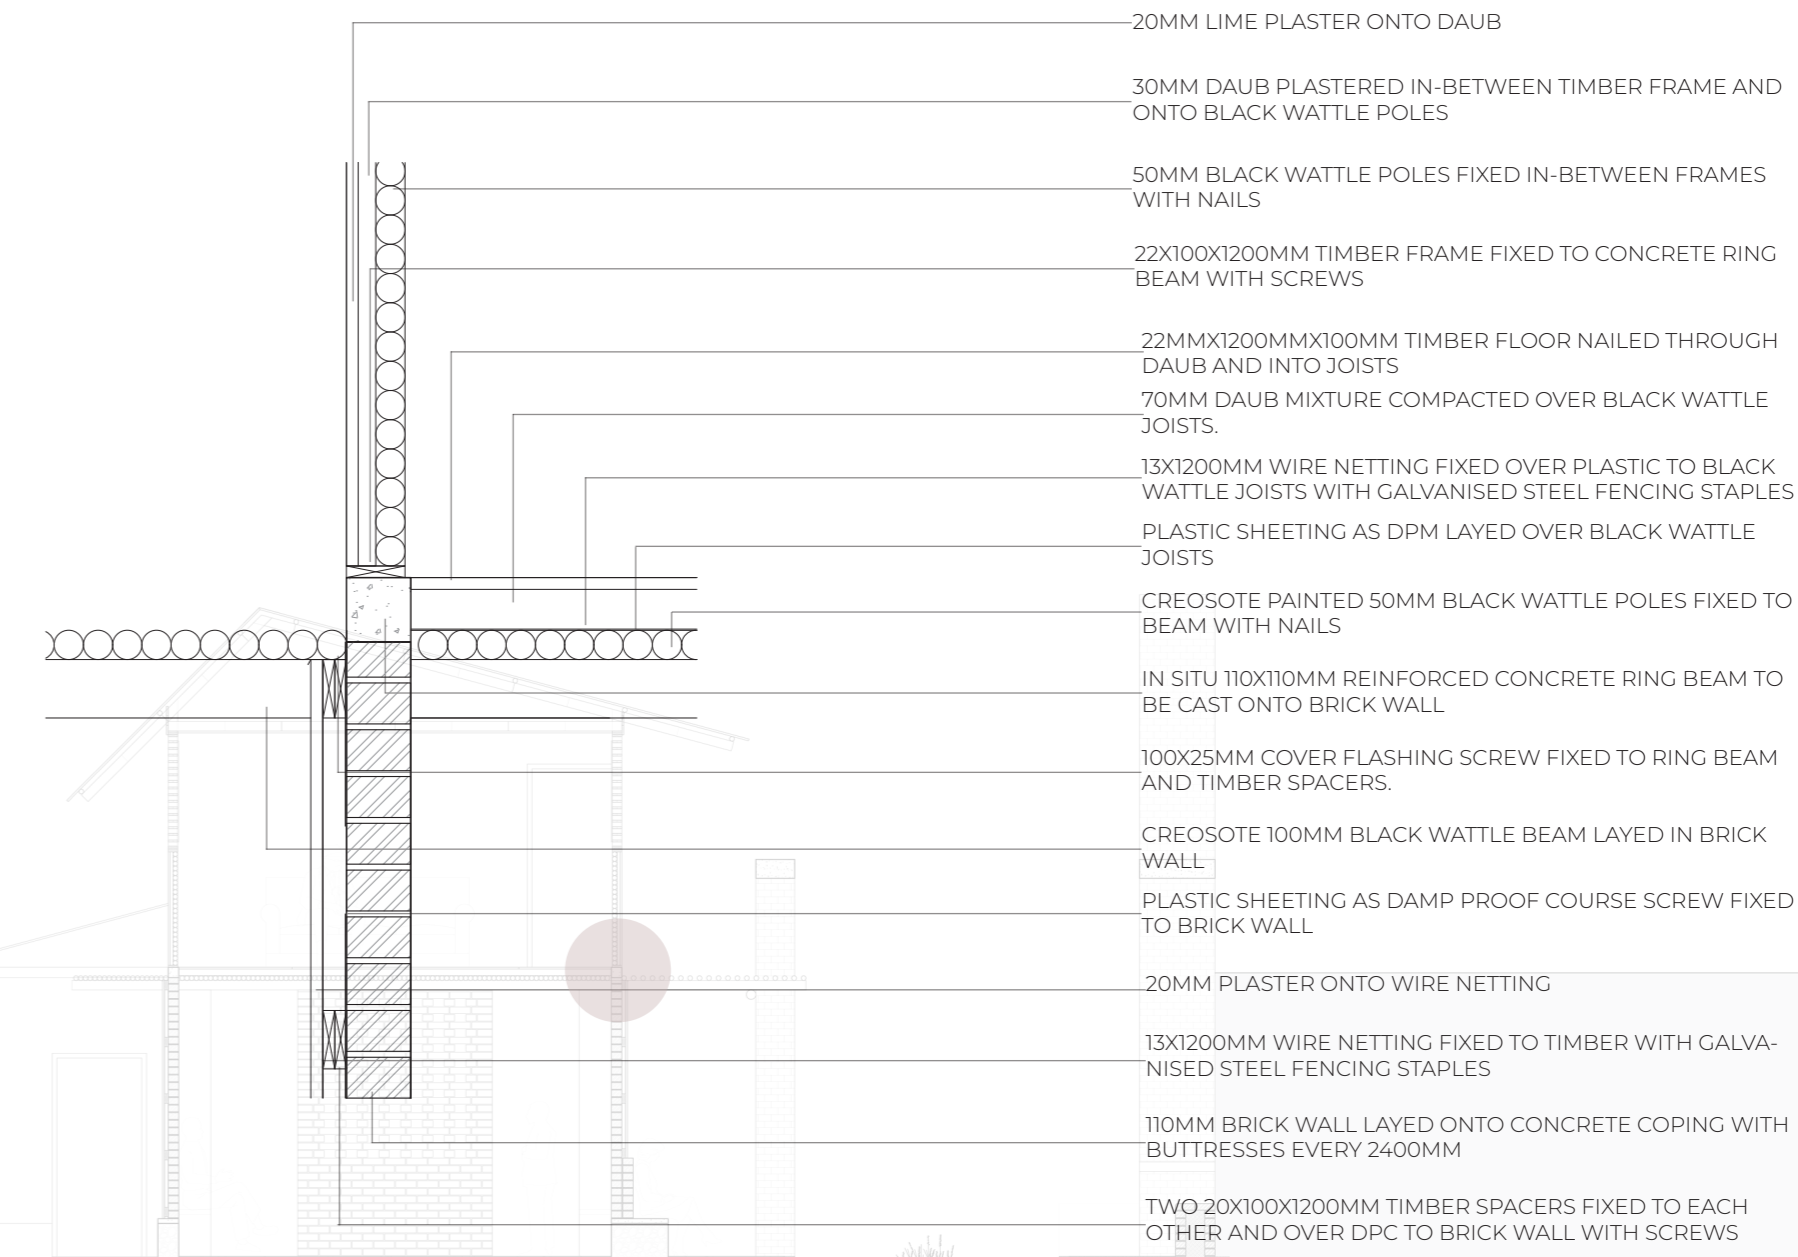 20MM LIME PLASTER ONTO DAUB
30MM DAUB PLASTERED IN-BETWEEN TIMBER FRAME AND
ONTO BLACK WATTLE POLES
50MM BLACK WATTLE POLES FIXED IN-BETWEEN FRAMES
WITH NAILS
22X100X1200MM TIMBER FRAME FIXED TO CONCRETE RING
BEAM WITH SCREWS
22MMX1200MMX100MM TIMBER FLOOR NAILED THROUGH
DAUB AND INTO JOISTS
70MM DAUB MIXTURE COMPACTED OVER BLACK WATTLE
JOISTS.
13X1200MM WIRE NETTING FIXED OVER PLASTIC TO BLACK
WATTLE JOISTS WITH GALVANISED STEEL FENCING STAPLES
PLASTIC SHEETING AS DPM LAYED OVER BLACK WATTLE
JOISTS
CREOSOTE PAINTED 50MM BLACK WATTLE POLES FIXED TO
BEAM WITH NAILS
IN SITU 110X110MM REINFORCED CONCRETE RING BEAM TO
BE CAST ONTO BRICK WALL
100X25MM COVER FLASHING SCREW FIXED TO RING BEAM
AND TIMBER SPACERS.
CREOSOTE 100MM BLACK WATTLE BEAM LAYED IN BRICK
WALL
PLASTIC SHEETING AS DAMP PROOF COURSE SCREW FIXED
TO BRICK WALL
20MM PLASTER ONTO WIRE NETTING
13X1200MM WIRE NETTING FIXED TO TIMBER WITH GALVA-
NISED STEEL FENCING STAPLES
110MM BRICK WALL LAYED ONTO CONCRETE COPING WITH
BUTTRESSES EVERY 2400MM
TWO 20X100X1200MM TIMBER SPACERS FIXED TO EACH
OTHER AND OVER DPC TO BRICK WALL WITH SCREWS